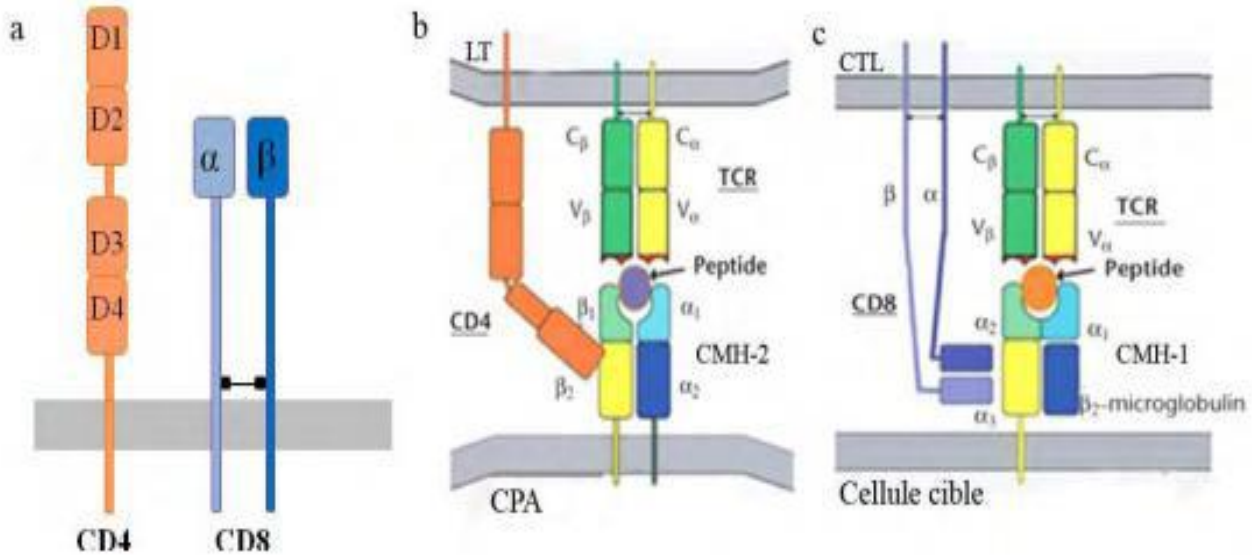 a
D1
D2
D3
D4
α
β
CD4
CD8
b
LT
Cβ
Cα
TCR
Vβ
Vα
Peptide
CD4
β1
α1
CMH-2
β2
α2
CPA
c
CTL
Cβ
Cα
β
α
TCR
Vβ
Vα
Peptide
CD8
α2
α1
CMH-1
β2-microglobulin
α3
Cellule cible